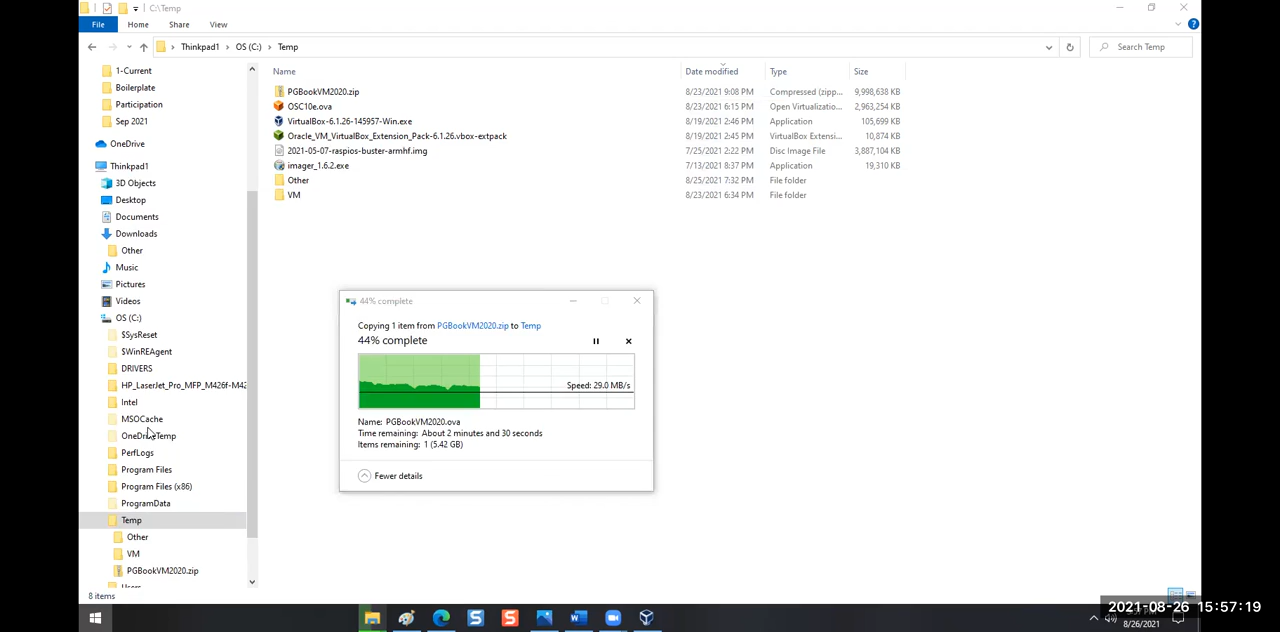 C:\Temp
File Home Share View
Thinkpad1 > OS (C:) > Temp
Search Temp
1-Current
Boilerplate
Participation
Sep 2021
OneDrive
Thinkpad1
3D Objects
Desktop
Documents
Downloads
Other
Music
Pictures
Videos
OS (C:)
$SysReset
$WinREAgent
DRIVERS
HP_LaserJet_Pro_MFP_M426f-M42
Intel
MSOCache
OneDriveTemp
PerfLogs
Program Files
Program Files (x86)
ProgramData
Temp
Other
VM
PGBookVM2020.zip
Users
Name Date modified Type Size
PGBookVM2020.zip 8/23/2021 9:08 PM Compressed (zipp... 9,998,638 KB
OSC10e.ova 8/23/2021 6:15 PM Open Virtualizatio... 2,963,254 KB
VirtualBox-6.1.26-145957-Win.exe 8/19/2021 2:46 PM Application 105,699 KB
Oracle_VM_VirtualBox_Extension_Pack-6.1.26.vbox-extpack 8/19/2021 2:45 PM VirtualBox Extensi... 10,874 KB
2021-05-07-raspios-buster-armhf.img 7/25/2021 2:22 PM Disc Image File 3,887,104 KB
imager_1.6.2.exe 7/13/2021 8:37 PM Application 19,310 KB
Other 8/25/2021 7:32 PM File folder
VM 8/23/2021 6:34 PM File folder
44% complete
Copying 1 item from PGBookVM2020.zip to Temp
44% complete
Speed: 29.0 MB/s
Name: PGBookVM2020.ova
Time remaining: About 2 minutes and 30 seconds
Items remaining: 1 (5.42 GB)
Fewer details
8 items
2021-08-26 15:57:19
8/26/2021